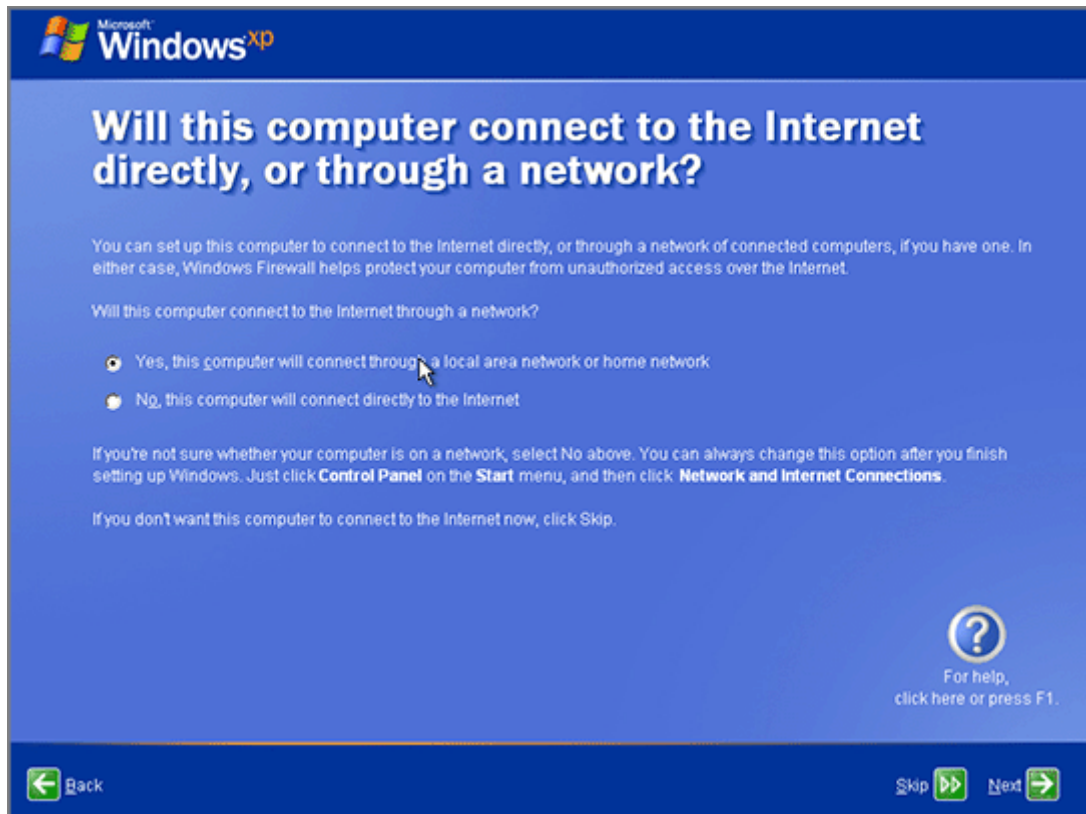 Microsoft®
Windows xp
Will this computer connect to the Internet
directly, or through a network?
You can set up this computer to connect to the Internet directly, or through a network of connected computers, if you have one. In
either case, Windows Firewall helps protect your computer from unauthorized access over the Internet.
Will this computer connect to the Internet through a network?
Yes, this computer will connect through a local area network or home network
No, this computer will connect directly to the Internet
If you're not sure whether your computer is on a network, select No above. You can always change this option after you finish
setting up Windows. Just click Control Panel on the Start menu, and then click Network and Internet Connections.
If you don't want this computer to connect to the Internet now, click Skip.
For help,
click here or press F1.
Back
Skip
Next